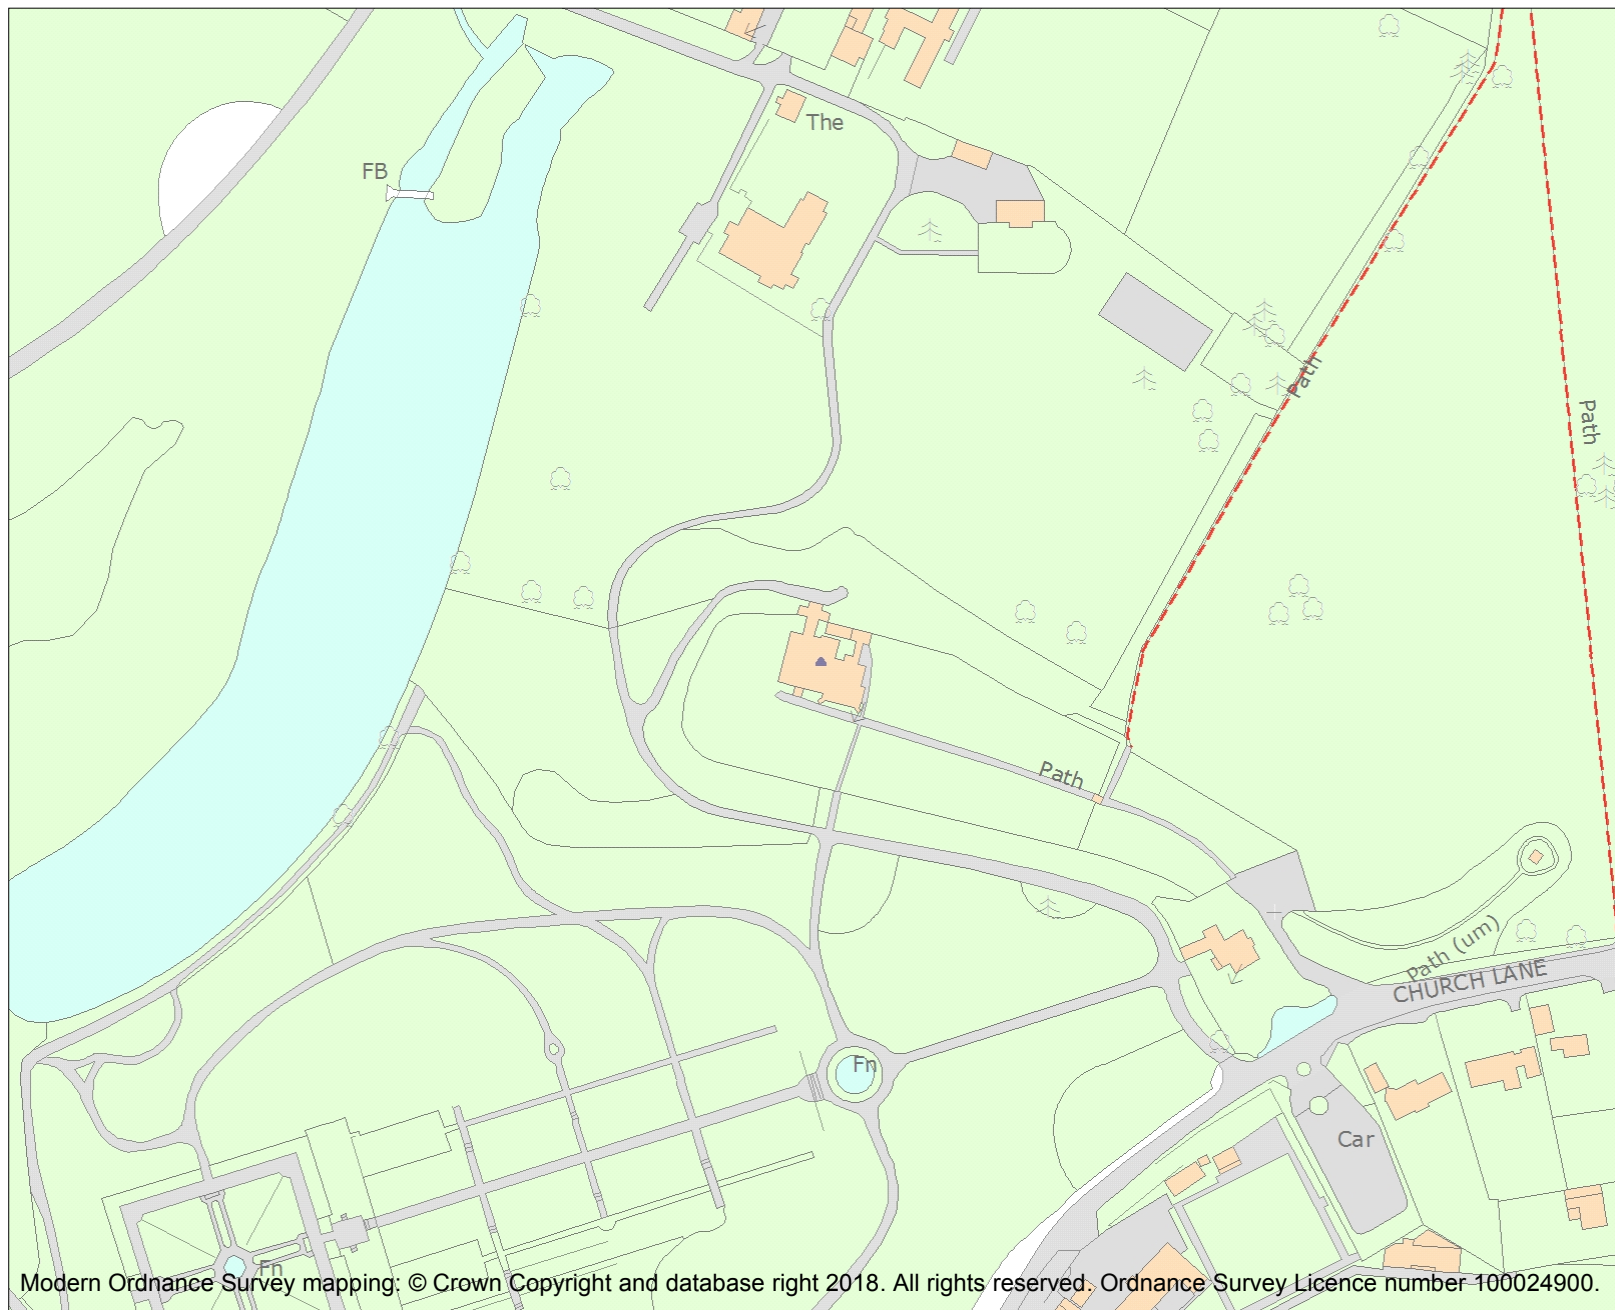 The
FB
Path
Path
Path
Path (um)
CHURCH LANE
Fn
Car
Fn
Modern Ordnance Survey mapping: © Crown Copyright and database right 2018. All rights reserved. Ordnance Survey Licence number 100024900.